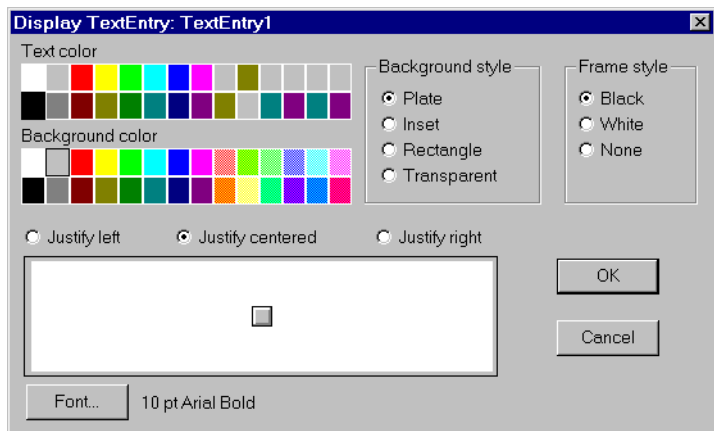 Display TextEntry: TextEntry1
Text color
Background color
Background style
Plate
Inset
Rectangle
Transparent
Frame style
Black
White
None
Justify left
Justify centered
Justify right
OK
Cancel
Font...
10 pt Arial Bold